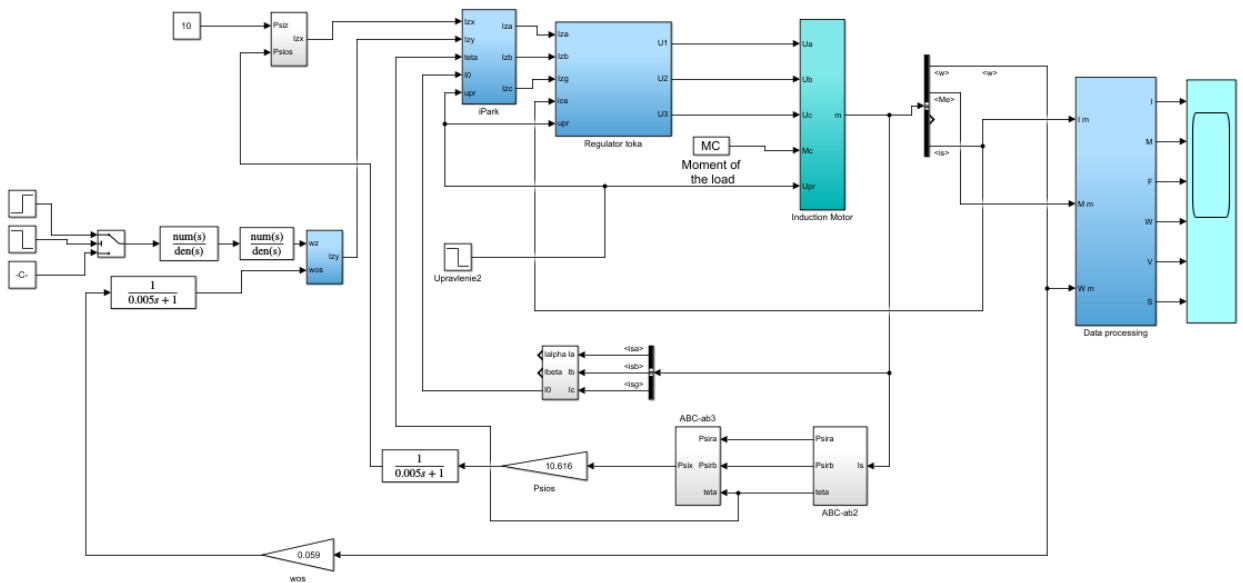 10
Psiz
Psios
Izx
Izx
Izy
teta
I0
upr
Iza
Izb
Izc
iPark
Iza
Izb
Izg
ios
upr
U1
U2
U3
Regulator toka
MC
Moment of
the load
Ua
Ub
Uc
Mc
Upr
m
Induction Motor
<w>
<w>
<Me>
<is>
I m
M m
W m
I
M
F
W
V
S
Data processing
-C-
num(s)
den(s)
num(s)
den(s)
wz
wos
Izy
1
0.005s + 1
Upravlenie2
Ialpha Ia
Ibeta Ib
I0 Ic
<isa>
<isb>
<isg>
ABC-ab3
Psira
Psix Psirb
teta
Psira
Psirb Is
teta
ABC-ab2
10.616
Psios
1
0.005s + 1
0.059
wos